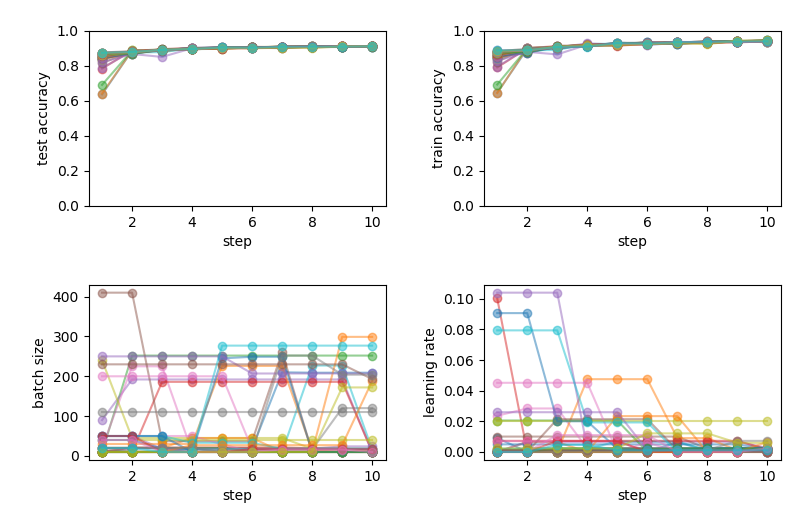 test accuracy
1.0
0.8
0.6
0.4
0.2
0.0
2 4 6 8 10
step
train accuracy
1.0
0.8
0.6
0.4
0.2
0.0
2 4 6 8 10
step
batch size
400
300
200
100
0
2 4 6 8 10
step
learning rate
0.10
0.08
0.06
0.04
0.02
0.00
2 4 6 8 10
step